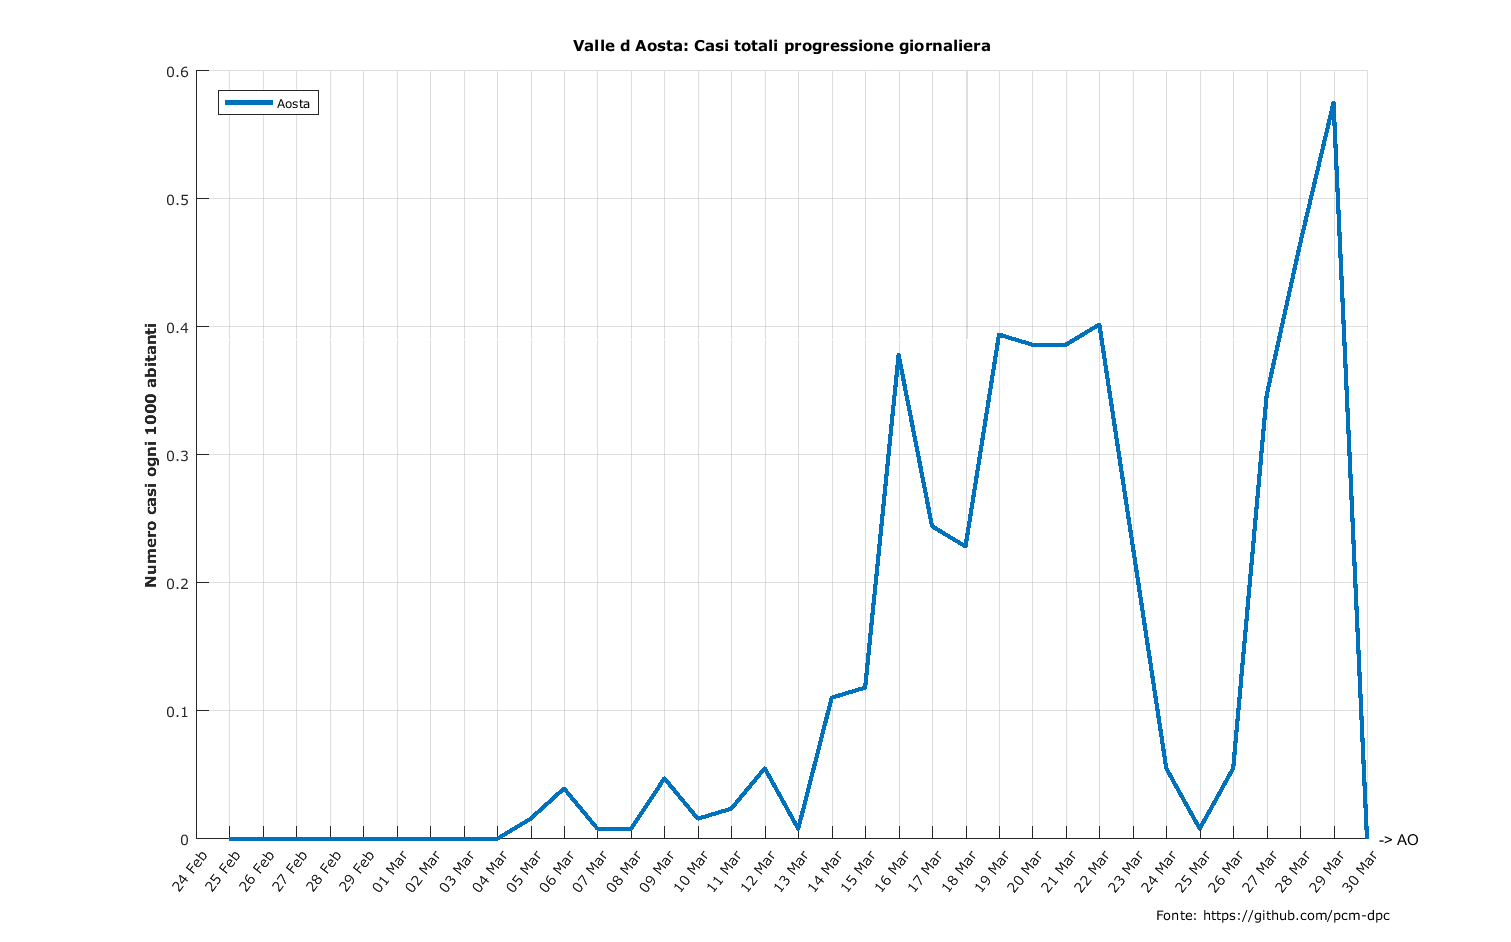 Valle d Aosta: Casi totali progressione giornaliera
Numero casi ogni 1000 abitanti
0.6
0.5
0.4
0.3
0.2
0.1
0
Aosta
-> AO
24 Feb
25 Feb
26 Feb
27 Feb
28 Feb
29 Feb
01 Mar
02 Mar
03 Mar
04 Mar
05 Mar
06 Mar
07 Mar
08 Mar
09 Mar
10 Mar
11 Mar
12 Mar
13 Mar
14 Mar
15 Mar
16 Mar
17 Mar
18 Mar
19 Mar
20 Mar
21 Mar
22 Mar
23 Mar
24 Mar
25 Mar
26 Mar
27 Mar
28 Mar
29 Mar
30 Mar
Fonte: https://github.com/pcm-dpc